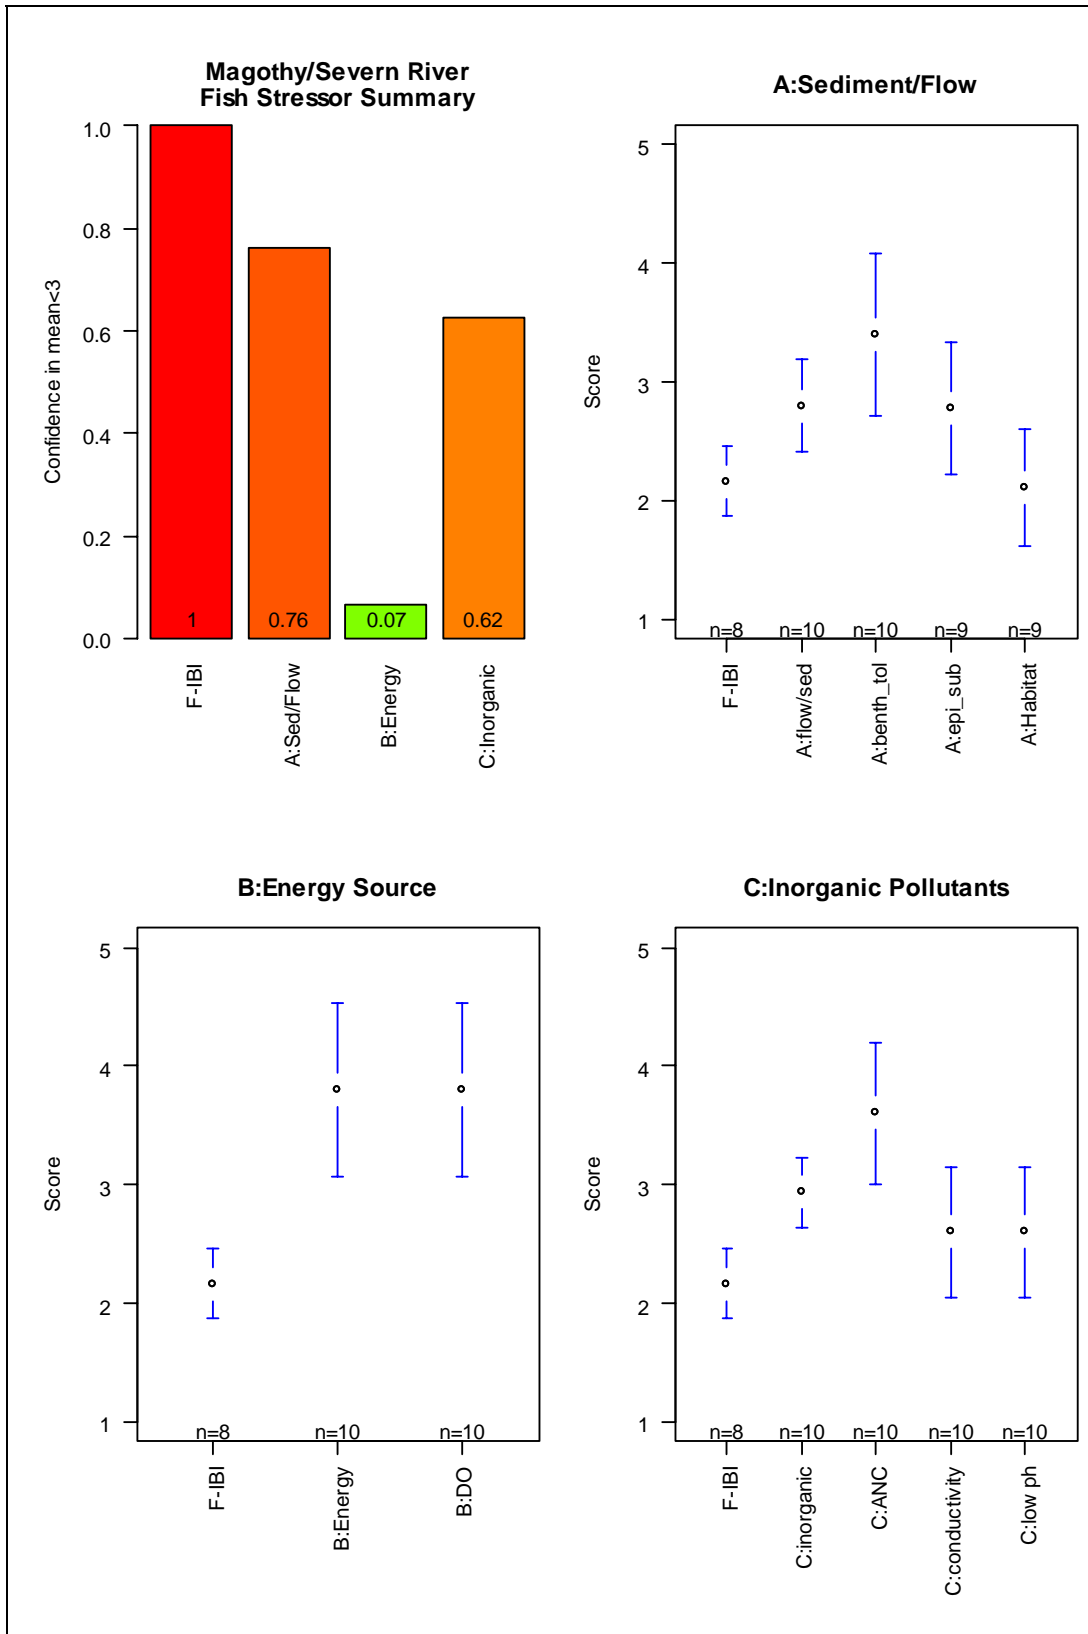 Magothy/Severn River
Fish Stressor Summary
Confidence in mean<3
1.0
0.8
0.6
0.4
0.2
0.0
1
0.76
0.07
0.62
F-IBI
A:Sed/Flow
B:Energy
C:Inorganic
A:Sediment/Flow
Score
5
4
3
2
1
n=8
n=10
n=10
n=9
n=9
F-IBI
A:flow/sed
A:benth_tol
A:epi_sub
A:Habitat
B:Energy Source
Score
5
4
3
2
1
n=8
n=10
n=10
F-IBI
B:Energy
B:DO
C:Inorganic Pollutants
Score
5
4
3
2
1
n=8
n=10
n=10
n=10
n=10
F-IBI
C:inorganic
C:ANC
C:conductivity
C:low ph